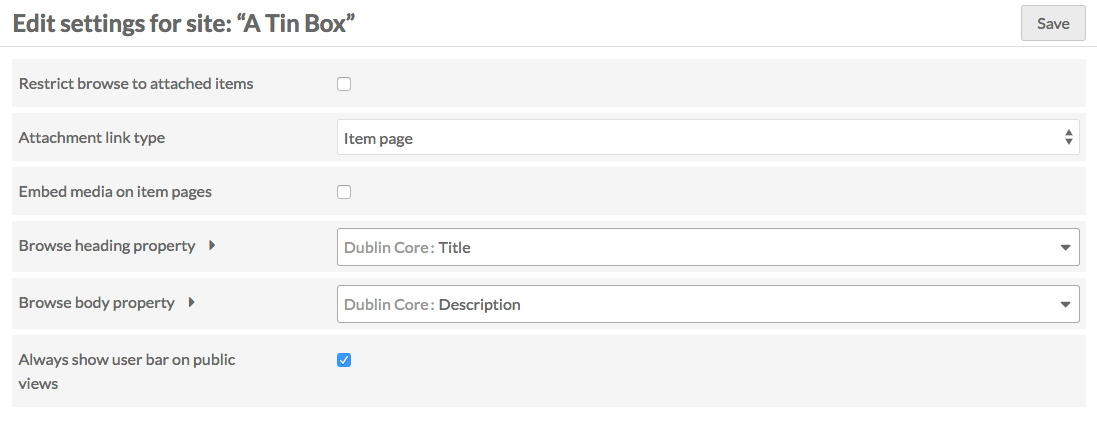 Edit settings for site: “A Tin Box”
Save
Restrict browse to attached items
Attachment link type
Item page
Embed media on item pages
Browse heading property
Dublin Core: Title
Browse body property
Dublin Core: Description
Always show user bar on public
views